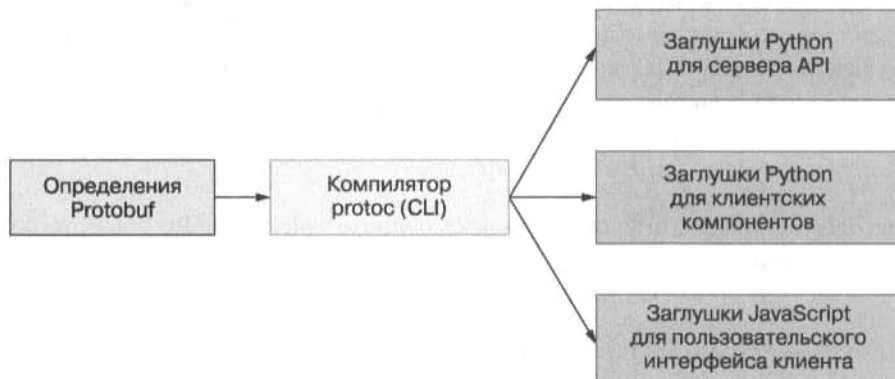 Заглушки Python
для сервера API
Определения
Protobuf
Компилятор
protoc (CLI)
Заглушки Python
для клиентских
компонентов
Заглушки JavaScript
для пользовательского
интерфейса клиента